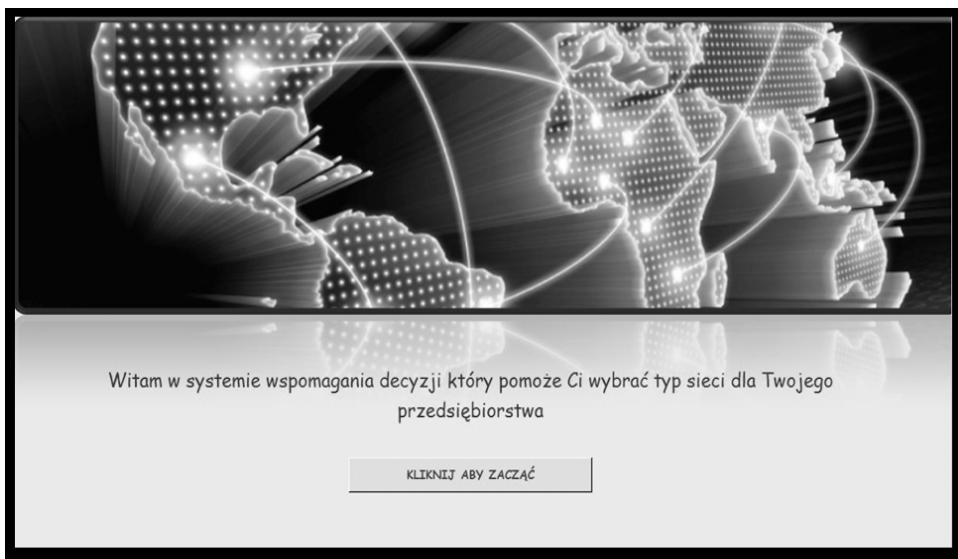 Witam w systemie wspomagania decyzji który pomoże Ci wybrać typ sieci dla Twojego
przedsiębiorstwa
KLIKNIJ ABY ZACZĄĆ